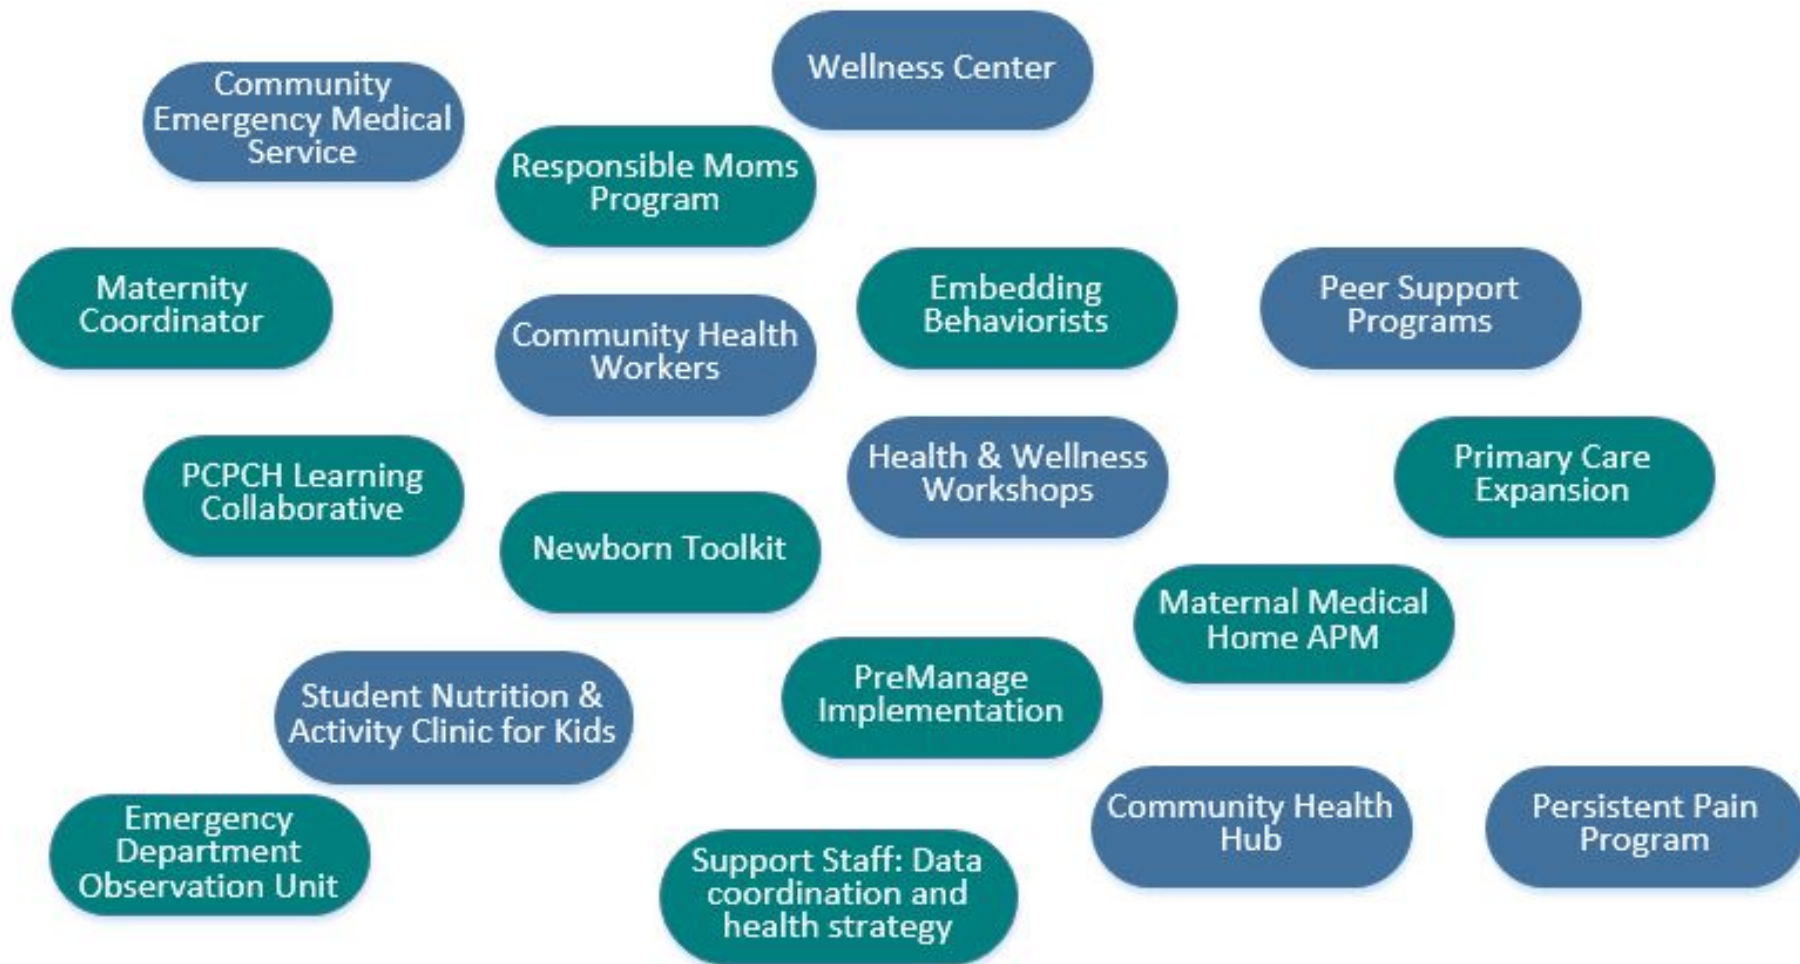 Wellness Center
Community
Emergency Medical
Service
Responsible Moms
Program
Maternity
Coordinator
Embedding
Behaviorists
Peer Support
Programs
Community Health
Workers
PCPCH Learning
Collaborative
Health & Wellness
Workshops
Primary Care
Expansion
Newborn Toolkit
Maternal Medical
Home APM
Student Nutrition &
Activity Clinic for Kids
PreManage
Implementation
Emergency
Department
Observation Unit
Support Staff: Data
coordination and
health strategy
Community Health
Hub
Persistent Pain
Program